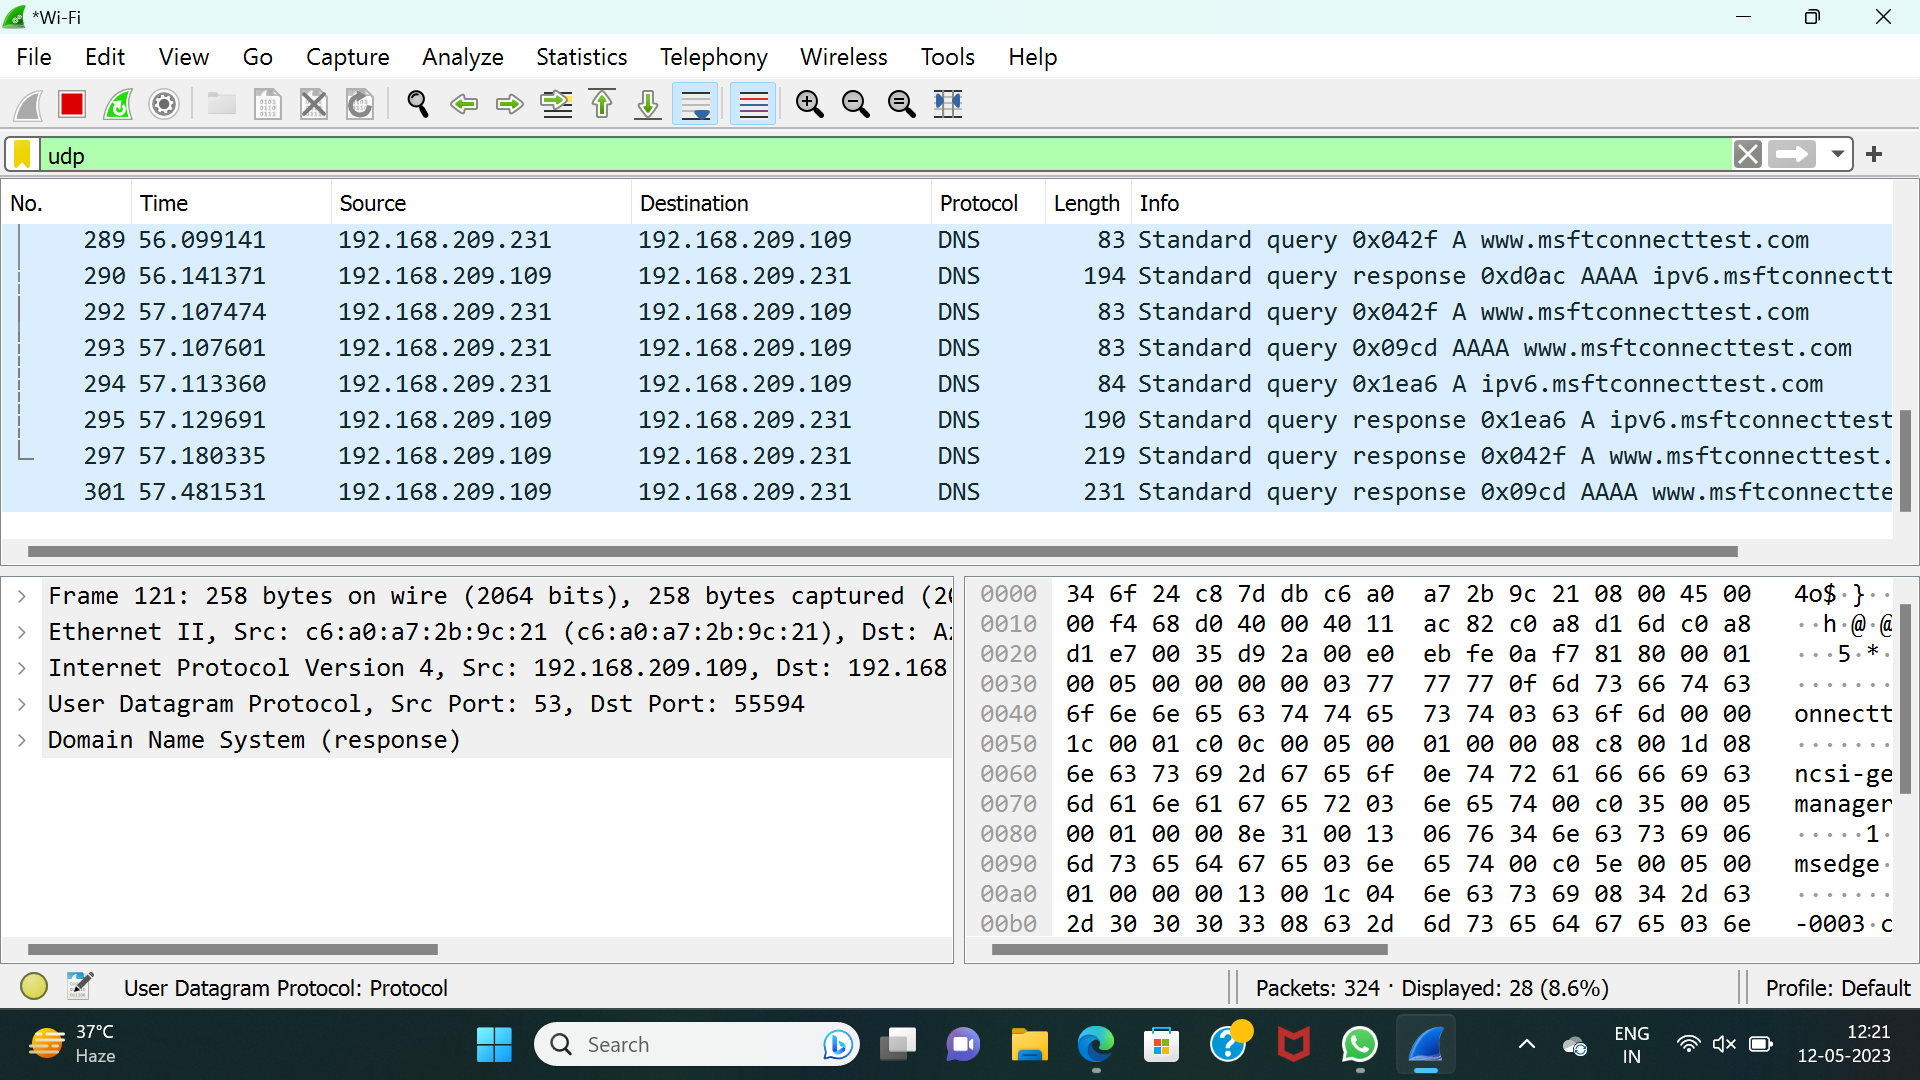 *Wi-Fi
File Edit View Go Capture Analyze Statistics Telephony Wireless Tools Help
udp
No. Time Source Destination Protocol Length Info
289 56.099141 192.168.209.231 192.168.209.109 DNS 83 Standard query 0x042f A www.msftconnecttest.com
290 56.141371 192.168.209.109 192.168.209.231 DNS 194 Standard query response 0xd0ac AAAA ipv6.msftconnectt
292 57.107474 192.168.209.231 192.168.209.109 DNS 83 Standard query 0x042f A www.msftconnecttest.com
293 57.107601 192.168.209.231 192.168.209.109 DNS 83 Standard query 0x09cd AAAA www.msftconnecttest.com
294 57.113360 192.168.209.231 192.168.209.109 DNS 84 Standard query 0x1ea6 A ipv6.msftconnecttest.com
295 57.129691 192.168.209.109 192.168.209.231 DNS 190 Standard query response 0x1ea6 A ipv6.msftconnecttest
297 57.180335 192.168.209.109 192.168.209.231 DNS 219 Standard query response 0x042f A www.msftconnecttest.
301 57.481531 192.168.209.109 192.168.209.231 DNS 231 Standard query response 0x09cd AAAA www.msftconnectte
Frame 121: 258 bytes on wire (2064 bits), 258 bytes captured (20
Ethernet II, Src: c6:a0:a7:2b:9c:21 (c6:a0:a7:2b:9c:21), Dst: Az
Internet Protocol Version 4, Src: 192.168.209.109, Dst: 192.168
User Datagram Protocol, Src Port: 53, Dst Port: 55594
Domain Name System (response)
0000 34 6f 24 c8 7d db c6 a0 a7 2b 9c 21 08 00 45 00 4o$·}··
0010 00 f4 68 d0 40 00 40 11 ac 82 c0 a8 d1 6d c0 a8 ··h·@·@
0020 d1 e7 00 35 d9 2a 00 e0 eb fe 0a f7 81 80 00 01 ···5·*·
0030 00 05 00 00 00 00 03 77 77 77 0f 6d 73 66 74 63 ·······
0040 6f 6e 6e 65 63 74 74 65 73 74 03 63 6f 6d 00 00 onnectt
0050 1c 00 01 c0 0c 00 05 00 01 00 00 08 c8 00 1d 08 ·······
0060 6e 63 73 69 2d 67 65 6f 0e 74 72 61 66 66 69 63 ncsi-ge
0070 6d 61 6e 61 67 65 72 03 6e 65 74 00 c0 35 00 05 manager
0080 00 01 00 00 8e 31 00 13 06 76 34 6e 63 73 69 06 ·····1·
0090 6d 73 65 64 67 65 03 6e 65 74 00 c0 5e 00 05 00 msedge·
00a0 01 00 00 00 13 00 1c 04 6e 63 73 69 08 34 2d 63 ·······
00b0 2d 30 30 30 33 08 63 2d 6d 73 65 64 67 65 03 6e -0003·c
User Datagram Protocol: Protocol
Packets: 324 · Displayed: 28 (8.6%)
Profile: Default
37°C
Haze
Search
ENG
IN
12:21
12-05-2023